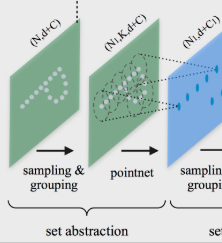 (N,d+C)
(N1,K,d+C)
(N1,d+C)
sampling &
grouping
pointnet
set abstraction